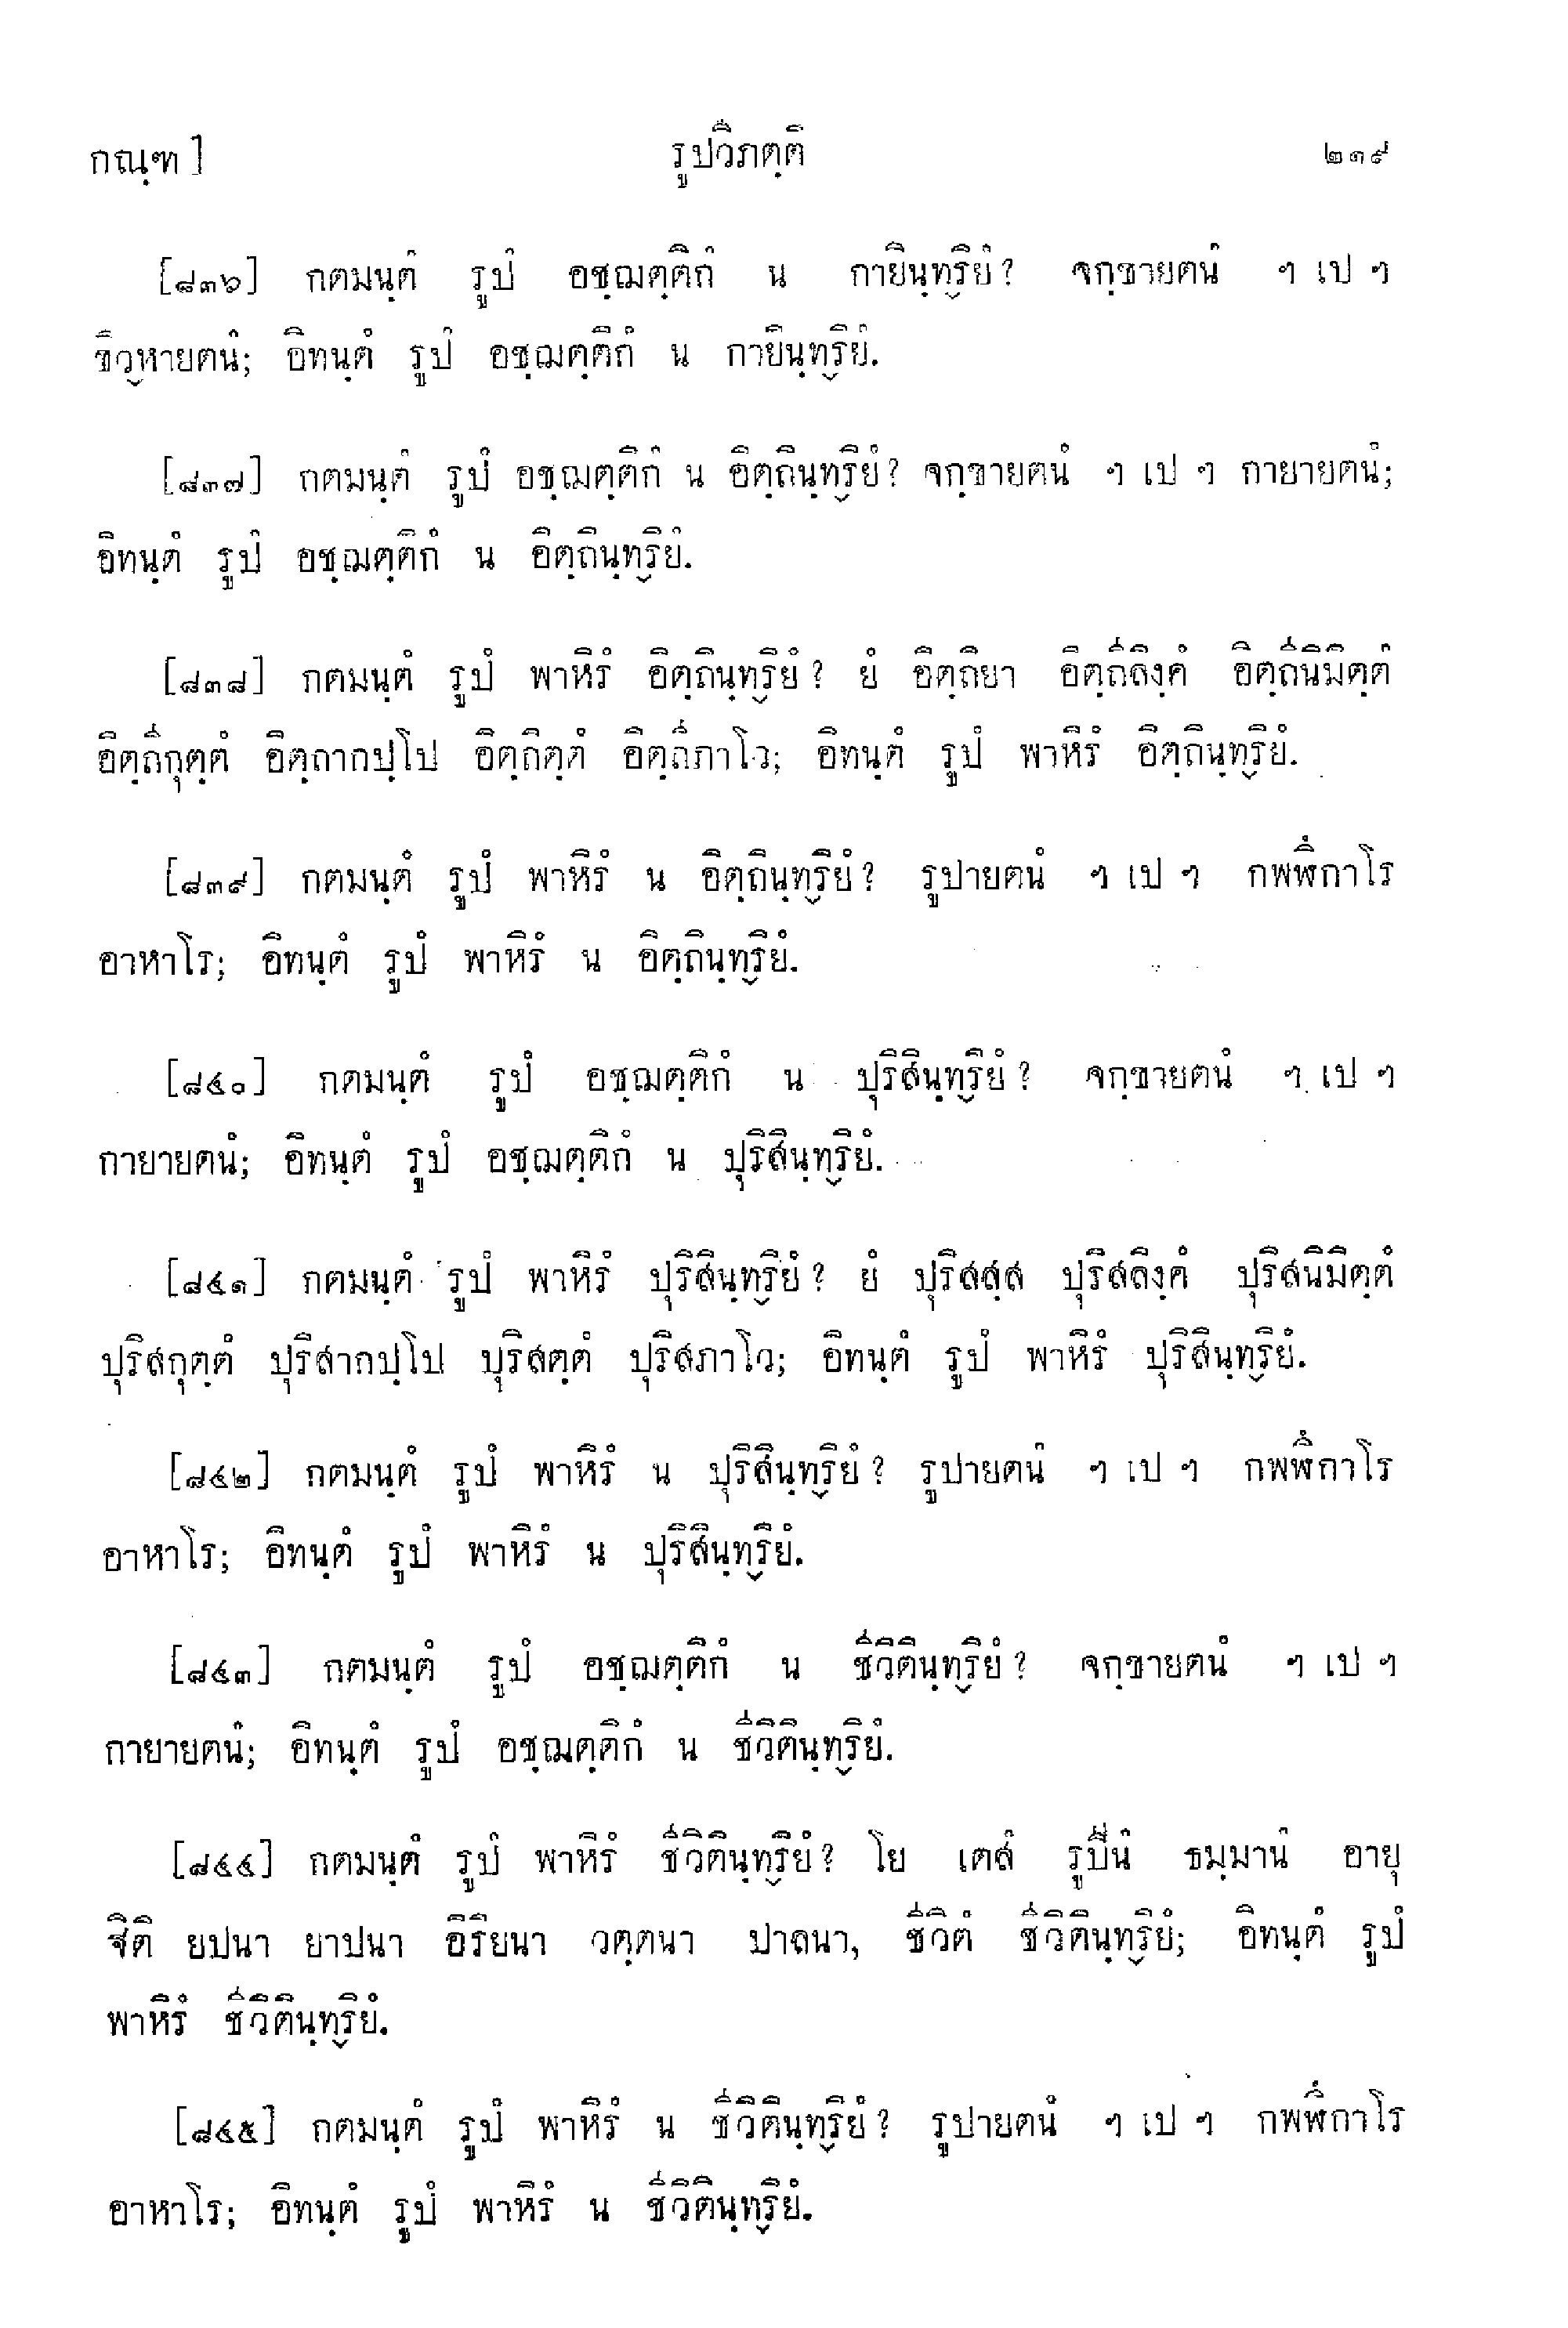 กณฺฑ] รูปวิภตฺติ ๒๑๙
[๘๓๖] กตมนฺตํ รูปํ อชฺฌตฺติกํ น กายินฺทฺริยํ? จกฺขายตนํ ฯ เป ฯ
ชิวฺหายตนํ; อิทนฺตํ รูปํ อชฺฌตฺติกํ น กายินฺทฺริยํ.
[๘๓๗] กตมนฺตํ รูปํ อชฺฌตฺติกํ น อิตฺถินฺทฺริยํ? จกฺขายตนํ ฯ เป ฯ กายายตนํ;
อิทนฺตํ รูปํ อชฺฌตฺติกํ น อิตฺถินฺทฺริยํ.
[๘๓๘] กตมนฺตํ รูปํ พาหิรํ อิตฺถินฺทฺริยํ? ยํ อิตฺถิยา อิตฺถีลิงฺคํ อิตฺถีนิมิตฺตํ
อิตฺถีกุตฺตํ อิตฺถากปฺโป อิตฺถิตฺตํ อิตฺถีภาโว; อิทนฺตํ รูปํ พาหิรํ อิตฺถินฺทฺริยํ.
[๘๓๙] กตมนฺตํ รูปํ พาหิรํ น อิตฺถินฺทฺริยํ? รูปายตนํ ฯ เป ฯ กพฬีกาโร
อาหาโร; อิทนฺตํ รูปํ พาหิรํ น อิตฺถินฺทฺริยํ.
[๘๔๐] กตมนฺตํ รูปํ อชฺฌตฺติกํ น ปุริสินฺทฺริยํ? จกฺขายตนํ ฯ เป ฯ
กายายตนํ; อิทนฺตํ รูปํ อชฺฌตฺติกํ น ปุริสินฺทฺริยํ.
[๘๔๑] กตมนฺตํ รูปํ พาหิรํ ปุริสินฺทฺริยํ? ยํ ปุริสสฺส ปุริสลิงฺคํ ปุริสนิมิตฺตํ
ปุริสกุตฺตํ ปุริสากปฺโป ปุริสตฺตํ ปุริสภาโว; อิทนฺตํ รูปํ พาหิรํ ปุริสินฺทฺริยํ.
[๘๔๒] กตมนฺตํ รูปํ พาหิรํ น ปุริสินฺทฺริยํ? รูปายตนํ ฯ เป ฯ กพฬีกาโร
อาหาโร; อิทนฺตํ รูปํ พาหิรํ น ปุริสินฺทฺริยํ.
[๘๔๓] กตมนฺตํ รูปํ อชฺฌตฺติกํ น ชีวิตินฺทฺริยํ? จกฺขายตนํ ฯ เป ฯ
กายายตนํ; อิทนฺตํ รูปํ อชฺฌตฺติกํ น ชีวิตินฺทฺริยํ.
[๘๔๔] กตมนฺตํ รูปํ พาหิรํ ชีวิตินฺทฺริยํ? โย เตสํ รูปีนํ ธมฺมานํ อายุ
ฐิติ ยปนา ยาปนา อิริยนา วตฺตนา ปาลนา, ชีวิตํ ชีวิตินฺทฺริยํ; อิทนฺตํ รูปํ
พาหิรํ ชีวิตินฺทฺริยํ.
[๘๔๕] กตมนฺตํ รูปํ พาหิรํ น ชีวิตินฺทฺริยํ? รูปายตนํ ฯ เป ฯ กพฬีกาโร
อาหาโร; อิทนฺตํ รูปํ พาหิรํ น ชีวิตินฺทฺริยํ.